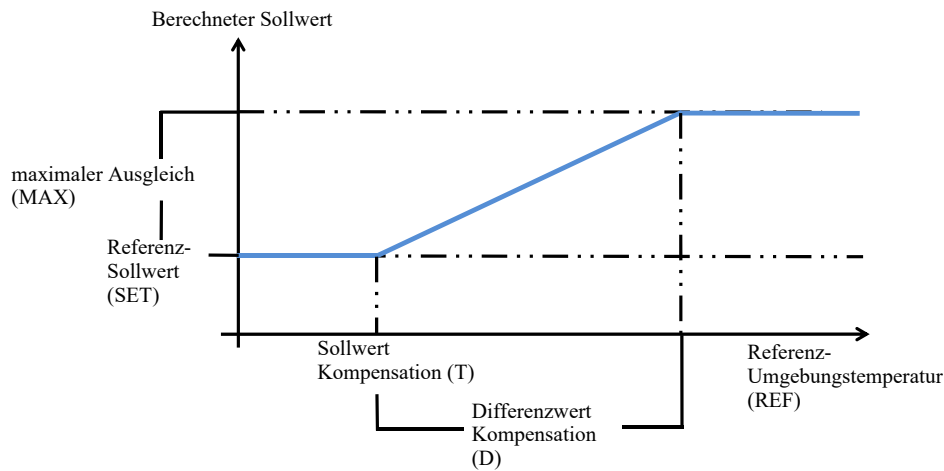 Berechneter Sollwert
maximaler Ausgleich
(MAX)
Referenz-
Sollwert
(SET)
Sollwert
Kompensation (T)
Referenz-
Umgebungstemperatur
(REF)
Differenzwert
Kompensation
(D)